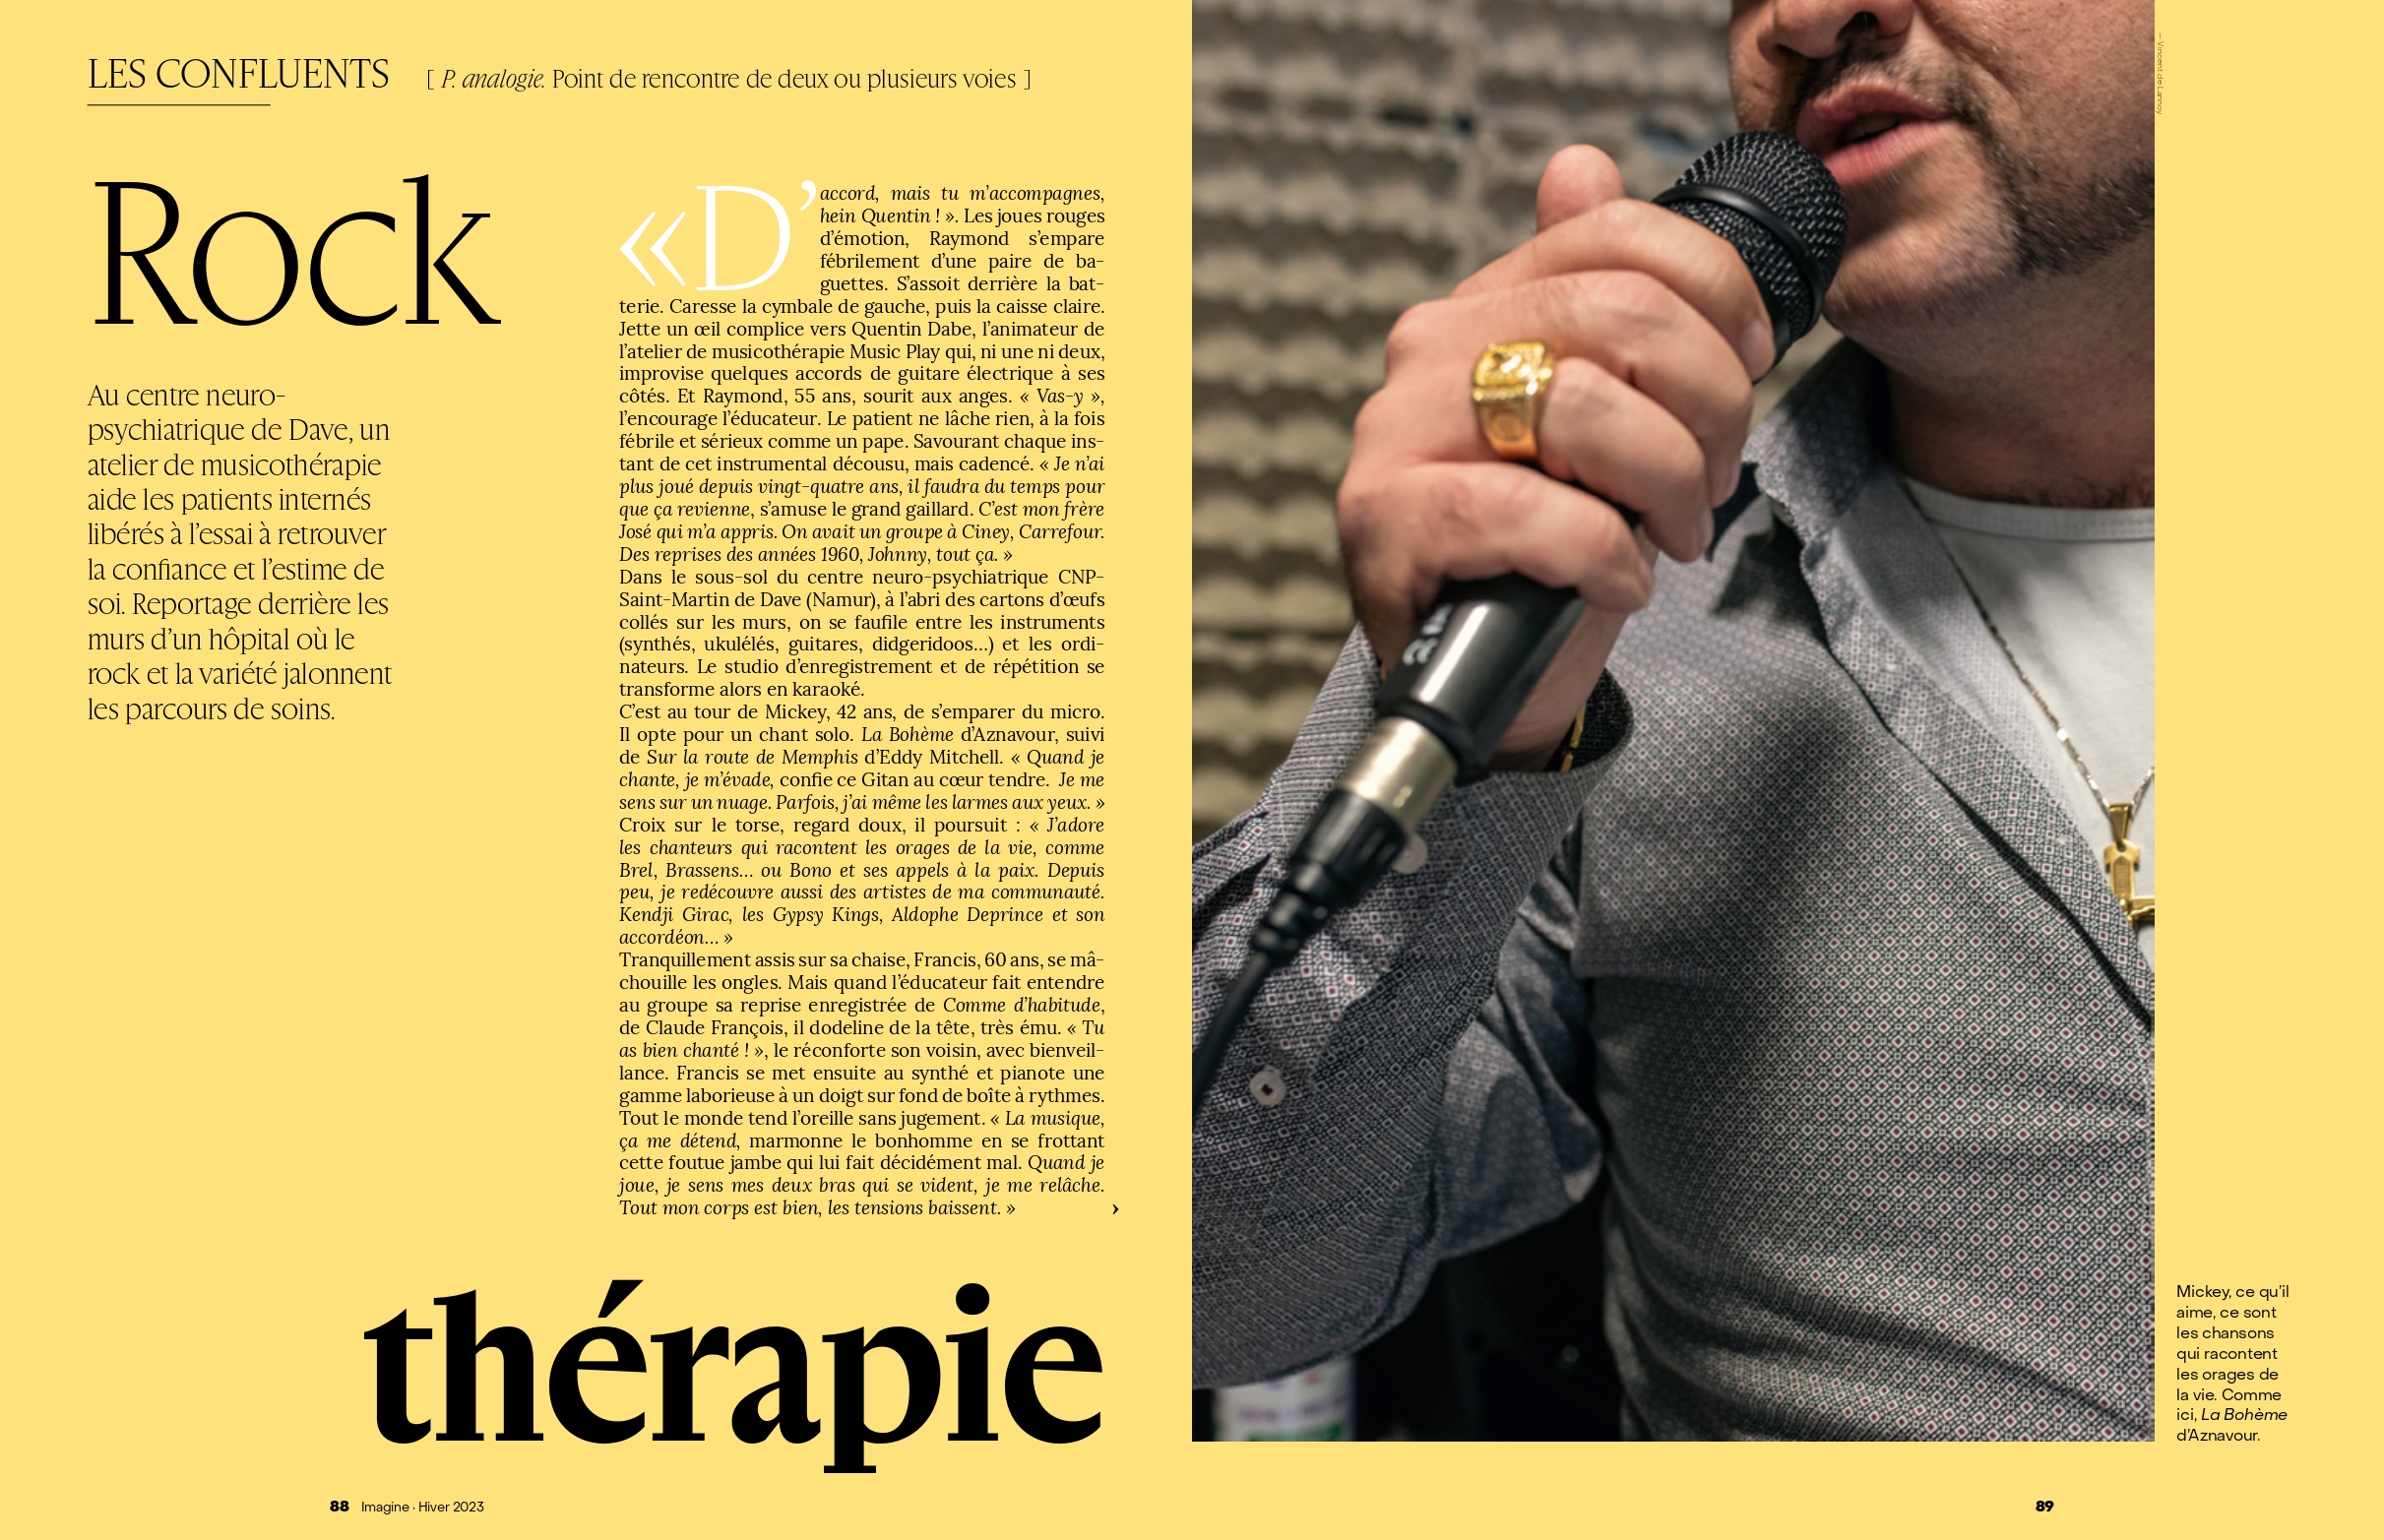 LES CONFLUENTS [ P. analogie. Point de rencontre de deux ou plusieurs voies ]
Rock
Au centre neuro-
psychiatrique de Dave, un
atelier de musicothérapie
aide les patients internés
libérés à l’essai à retrouver
la confiance et l’estime de
soi. Reportage derrière les
murs d’un hôpital où le
rock et la variété jalonnent
les parcours de soins.
«D’accord, mais tu m’accompagnes,
hein Quentin ! ». Les joues rouges
d’émotion, Raymond s’empare
fébrilement d’une paire de ba-
guettes. S’assoit derrière la bat-
terie. Caresse la cymbale de gauche, puis la caisse claire.
Jette un œil complice vers Quentin Dabe, l’animateur de
l’atelier de musicothérapie Music Play qui, ni une ni deux,
improvise quelques accords de guitare électrique à ses
côtés. Et Raymond, 55 ans, sourit aux anges. « Vas-y »,
l’encourage l’éducateur. Le patient ne lâche rien, à la fois
fébrile et sérieux comme un pape. Savourant chaque ins-
tant de cet instrumental décousu, mais cadencé. « Je n’ai
plus joué depuis vingt-quatre ans, il faudra du temps pour
que ça revienne, s’amuse le grand gaillard. C’est mon frère
José qui m’a appris. On avait un groupe à Ciney, Carrefour.
Des reprises des années 1960, Johnny, tout ça. »
Dans le sous-sol du centre neuro-psychiatrique CNP-
Saint-Martin de Dave (Namur), à l’abri des cartons d’œufs
collés sur les murs, on se faufile entre les instruments
(synthés, ukulélés, guitares, didgeridoos…) et les ordi-
nateurs. Le studio d’enregistrement et de répétition se
transforme alors en karaoké.
C’est au tour de Mickey, 42 ans, de s’emparer du micro.
Il opte pour un chant solo. La Bohème d’Aznavour, suivi
de Sur la route de Memphis d’Eddy Mitchell. « Quand je
chante, je m’évade, confie ce Gitan au cœur tendre. Je me
sens sur un nuage. Parfois, j’ai même les larmes aux yeux. »
Croix sur le torse, regard doux, il poursuit : « J’adore
les chanteurs qui racontent les orages de la vie, comme
Brel, Brassens… ou Bono et ses appels à la paix. Depuis
peu, je redécouvre aussi des artistes de ma communauté.
Kendji Girac, les Gypsy Kings, Aldophe Deprince et son
accordéon… »
Tranquillement assis sur sa chaise, Francis, 60 ans, se mâ-
chouille les ongles. Mais quand l’éducateur fait entendre
au groupe sa reprise enregistrée de Comme d’habitude,
de Claude François, il dodeline de la tête, très ému. « Tu
as bien chanté ! », le réconforte son voisin, avec bienveil-
lance. Francis se met ensuite au synthé et pianote une
gamme laborieuse à un doigt sur fond de boîte à rythmes.
Tout le monde tend l’oreille sans jugement. « La musique,
ça me détend, marmonne le bonhomme en se frottant
cette foutue jambe qui lui fait décidément mal. Quand je
joue, je sens mes deux bras qui se vident, je me relâche.
Tout mon corps est bien, les tensions baissent. » ›
thérapie
88 Imagine · Hiver 2023
— Vincent de Lannoy
Mickey, ce qu’il
aime, ce sont
les chansons
qui racontent
les orages de
la vie. Comme
ici, La Bohème
d’Aznavour.
89